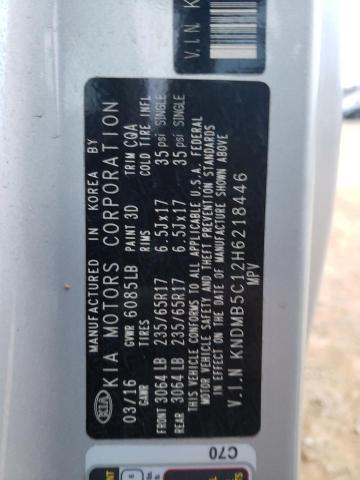 MANUFACTURED IN KOREA BY
KIA KIA MOTORS CORPORATION
03/16 GVWR 6085LB PAINT 3D TRIM CQA
GAWR TIRES RIMS COLD TIRE INFL
FRONT 3064 LB 235/65R17 6.5Jx17 35 psi SINGLE
REAR 3064 LB 235/65R17 6.5Jx17 35 psi SINGLE
THIS VEHICLE CONFORMS TO ALL APPLICABLE U.S.A. FEDERAL
MOTOR VEHICLE SAFETY AND THEFT PREVENTION STANDARDS
IN EFFECT ON THE DATE OF MANUFACTURE SHOWN ABOVE
V.I.N KNDMB5C12H6218446
MPV
V.I.N. K
C70